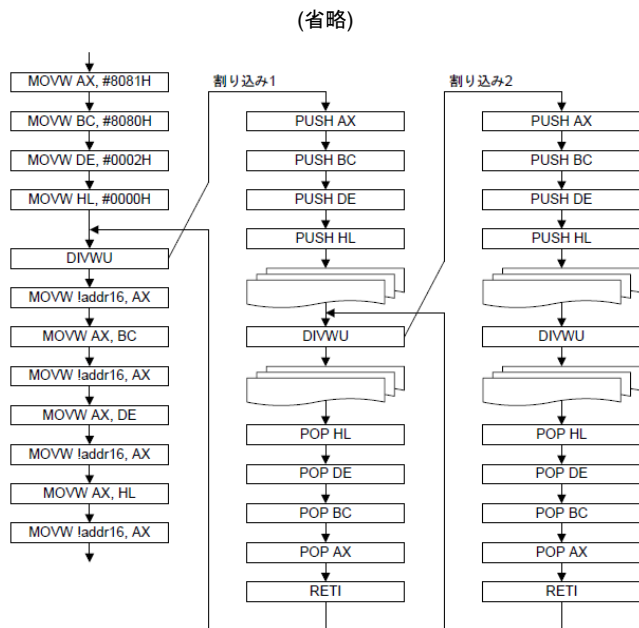 (省略)
MOVW AX, #8081H
MOVW BC, #8080H
MOVW DE, #0002H
MOVW HL, #0000H
DIVWU
MOVW !addr16, AX
MOVW AX, BC
MOVW !addr16, AX
MOVW AX, DE
MOVW !addr16, AX
MOVW AX, HL
MOVW !addr16, AX
割り込み1
PUSH AX
PUSH BC
PUSH DE
PUSH HL
DIVWU
POP HL
POP DE
POP BC
POP AX
RETI
割り込み2
PUSH AX
PUSH BC
PUSH DE
PUSH HL
DIVWU
POP HL
POP DE
POP BC
POP AX
RETI